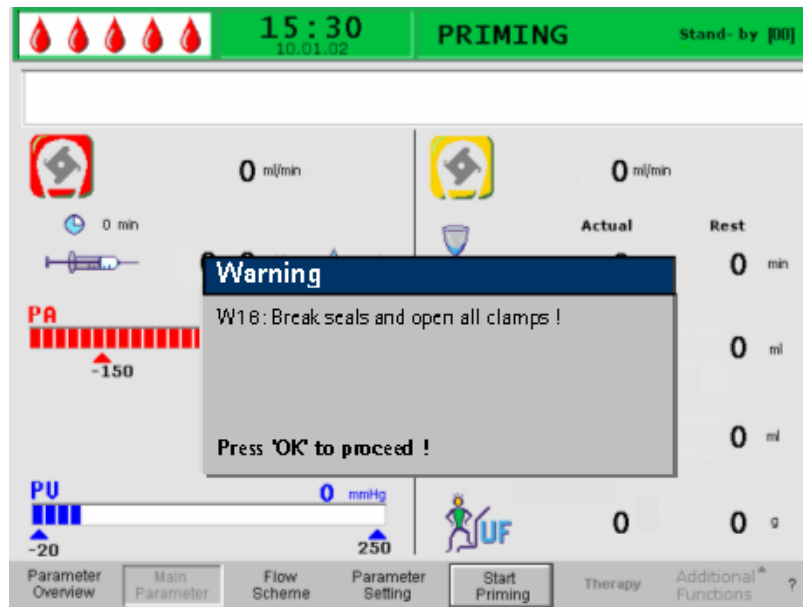 15:30
10.01.02
PRIMING
Stand- by [00]
0 ml/min
0 ml/min
0 min
Actual
Rest
0 min
Warning
W16: Break seals and open all clamps !
Press 'OK' to proceed !
PA
-150
0 ml
0 ml
PU
0 mmHg
-20
250
UF
0
0 g
Parameter Overview
Main Parameter
Flow Scheme
Parameter Setting
Start Priming
Therapy
Additional Functions
?